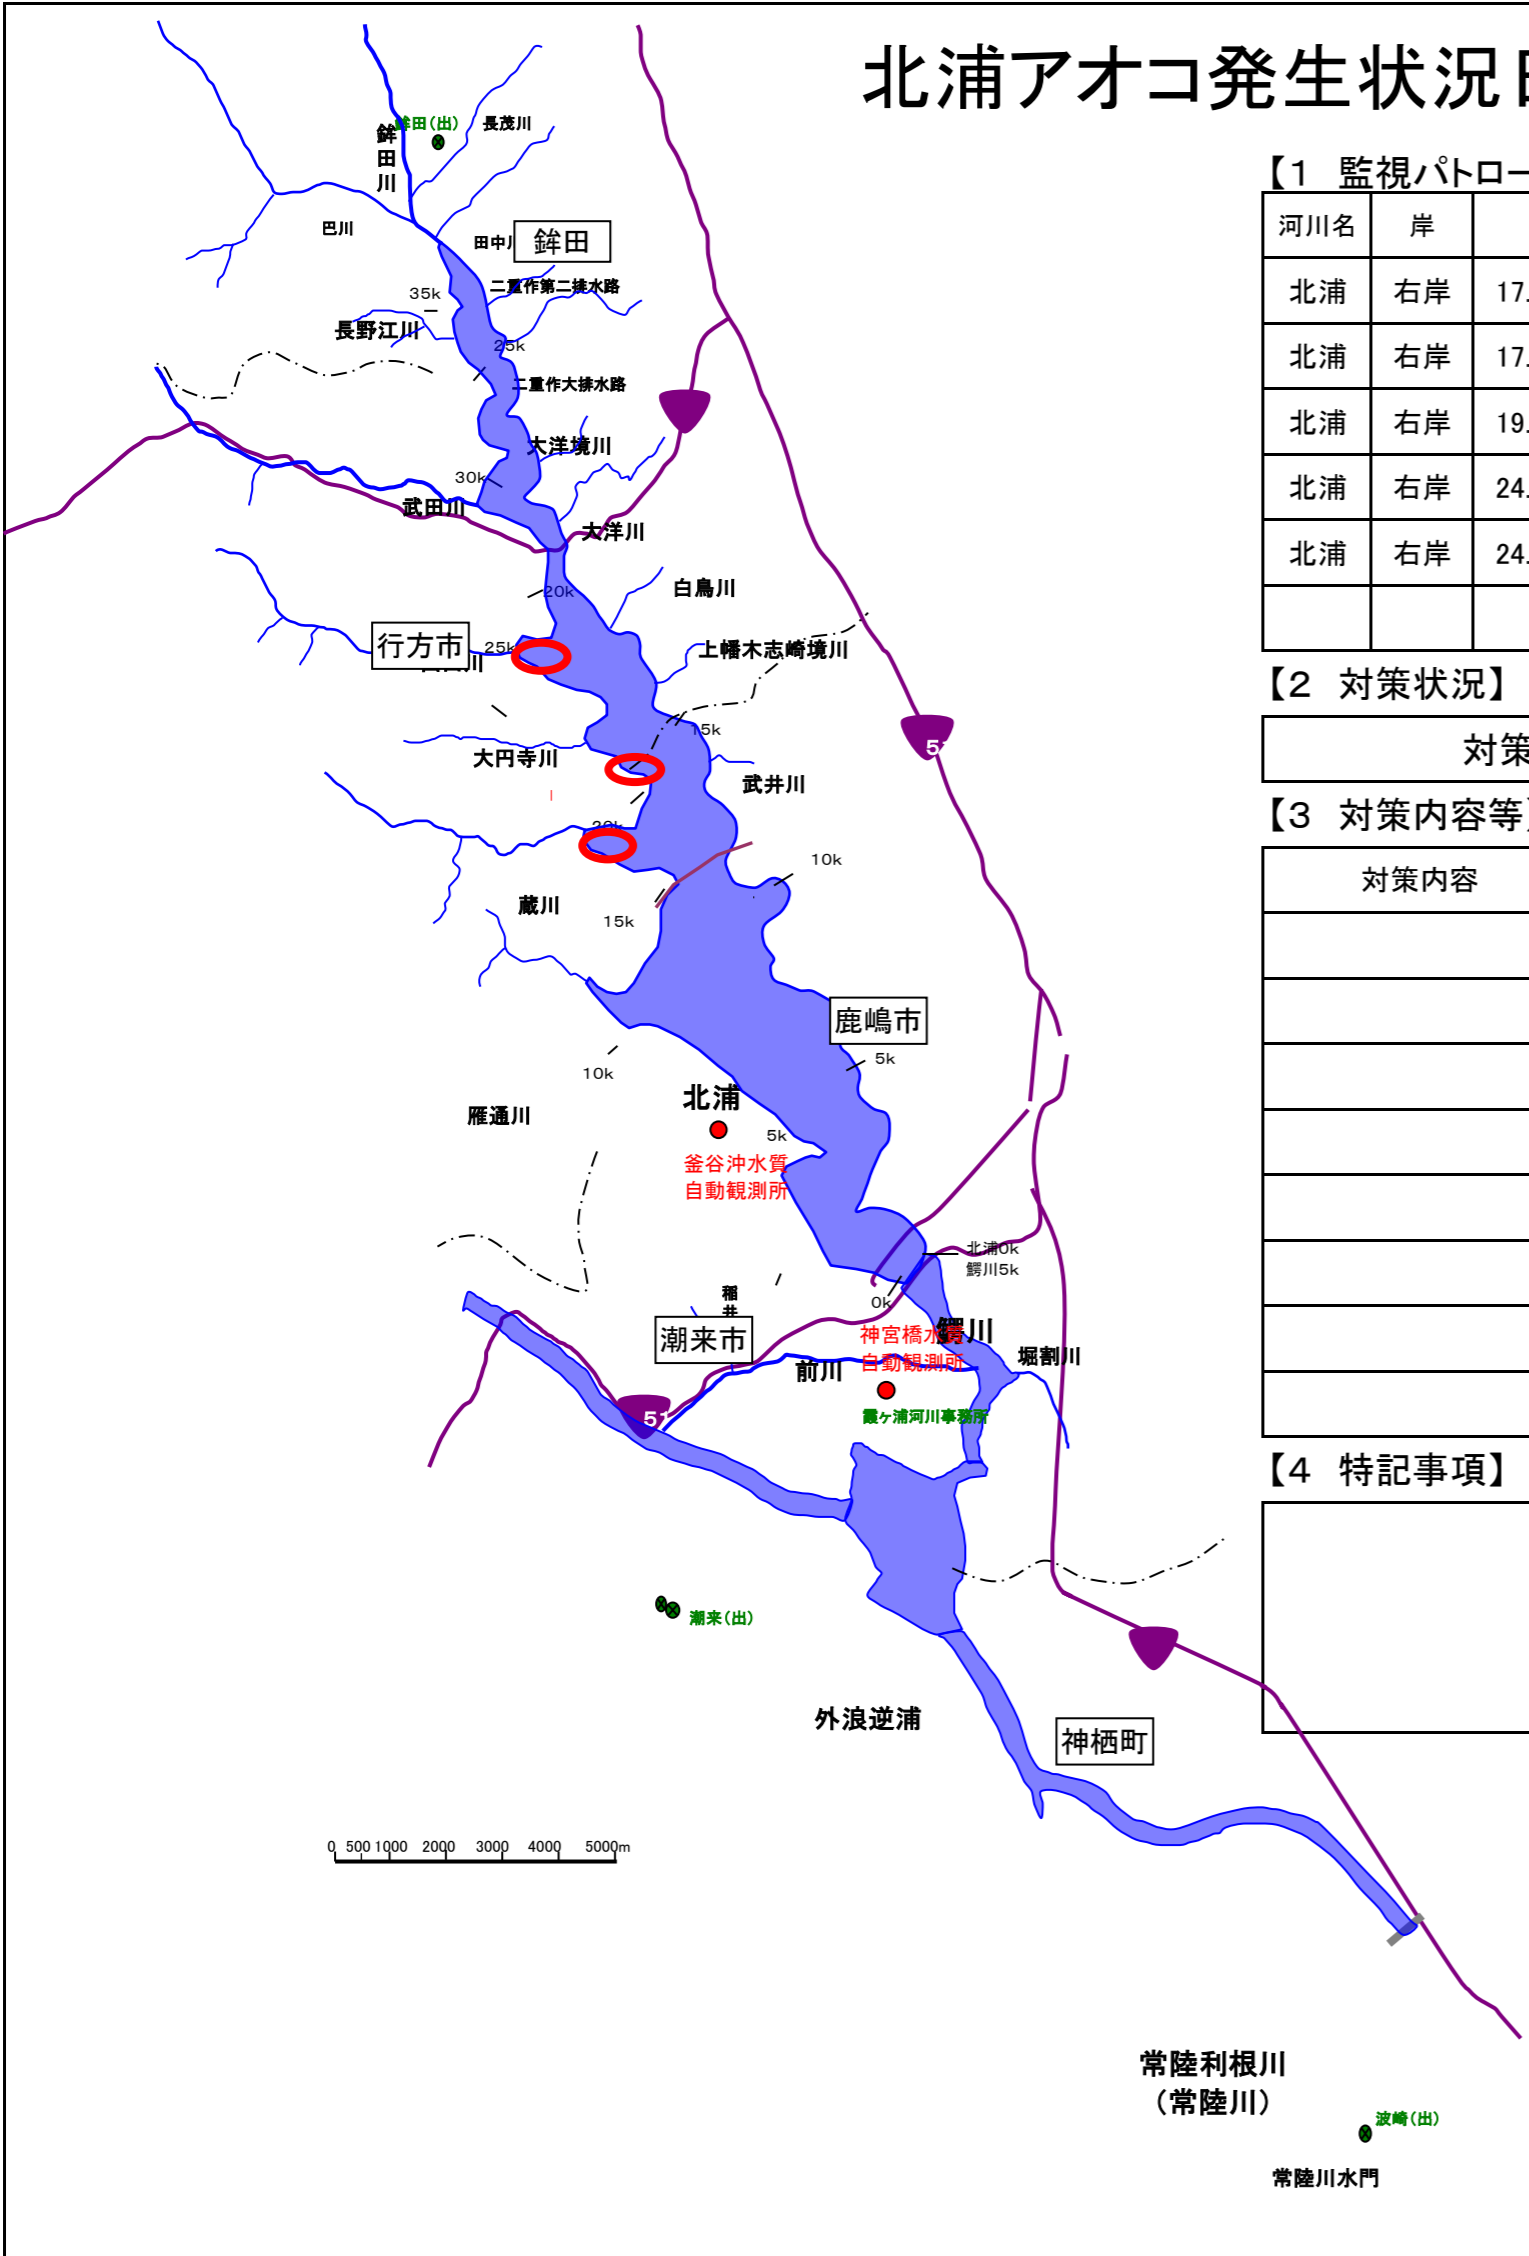 北浦アオコ発生状況
鉾田(出)
長茂川
鉾田川
巴川
田中川
鉾田
二重作第二排水路
35k
長野江川
25k
二重作大排水路
大洋境川
30k
武田川
大洋川
20k
白鳥川
行方市
25k
上幡木志崎境川
15k
大円寺川
武井川
51
20k
10k
蔵川
15k
鹿嶋市
5k
10k
北浦
雁通川
5k
釜谷沖水質
自動観測所
北浦0k
鰐川5k
0k
稲井
潮来市
神宮橋水質
自動観測所
鰐川
前川
堀割川
51
霞ヶ浦河川事務所
潮来(出)
外浪逆浦
神栖町
0 500 1000 2000 3000 4000 5000m
常陸利根川
(常陸川)
波崎(出)
常陸川水門
【1 監視パトロー
河川名 岸
北浦 右岸 17.
北浦 右岸 17.
北浦 右岸 19.
北浦 右岸 24.
北浦 右岸 24.
【2 対策状況】
対策
【3 対策内容等】
対策内容
【4 特記事項】